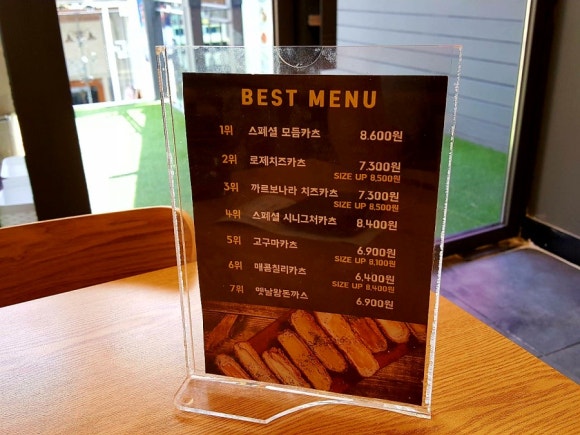 BEST MENU
1위 스페셜 모듬카츠 8.600원
2위 로제치즈카츠 7.300원
SIZE UP 8,500원
3위 까르보나라 치즈카츠 7.300원
SIZE UP 8,500원
4위 스페셜 시니그처카츠 8,400원
5위 고구마카츠 6.900원
SIZE UP 8,100원
6위 매콤칠리카츠 6,400원
SIZE UP 8,400원
7위 옛날왕돈까스 6.900원